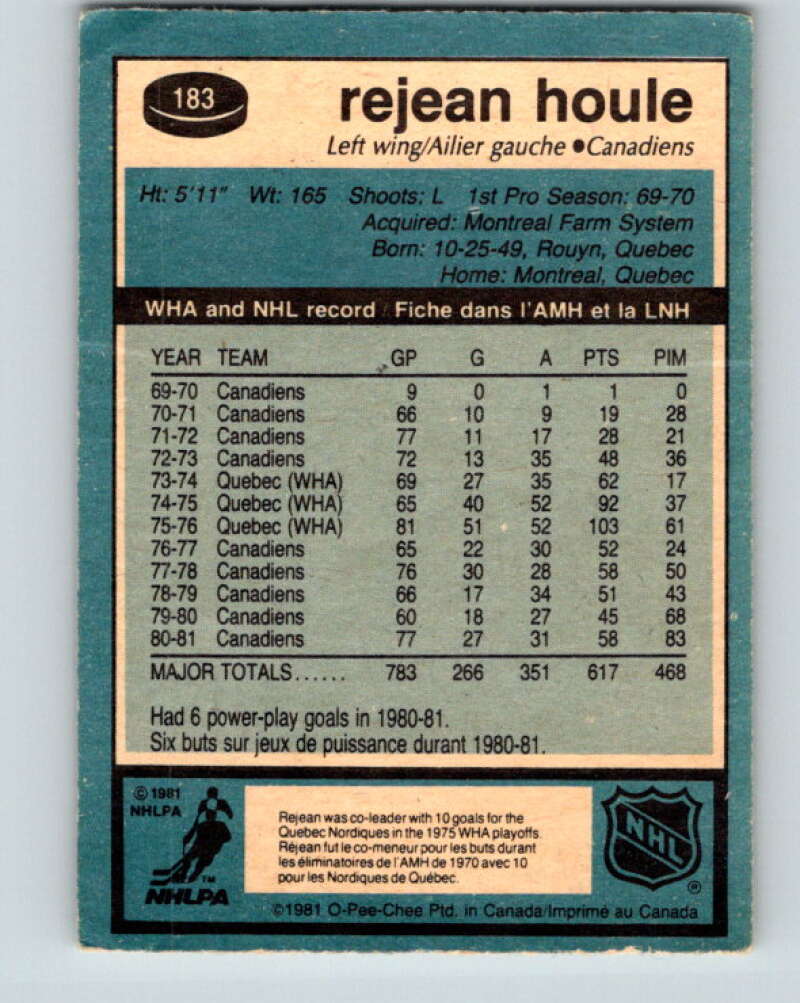 183
rejean houle
Left wing/Ailier gauche ●Canadiens
Ht: 5'11" Wt: 165 Shoots: L 1st Pro Season: 69-70
Acquired: Montreal Farm System
Born: 10-25-49, Rouyn, Quebec
Home: Montreal, Quebec
WHA and NHL record / Fiche dans l'AMH et la LNH
YEAR TEAM GP G A PTS PIM
69-70 Canadiens 9 0 1 1 0
70-71 Canadiens 66 10 9 19 28
71-72 Canadiens 77 11 17 28 21
72-73 Canadiens 72 13 35 48 36
73-74 Quebec (WHA) 69 27 35 62 17
74-75 Quebec (WHA) 65 40 52 92 37
75-76 Quebec (WHA) 81 51 52 103 61
76-77 Canadiens 65 22 30 52 24
77-78 Canadiens 76 30 28 58 50
78-79 Canadiens 66 17 34 51 43
79-80 Canadiens 60 18 27 45 68
80-81 Canadiens 77 27 31 58 83
MAJOR TOTALS...... 783 266 351 617 468
Had 6 power-play goals in 1980-81.
Six buts sur jeux de puissance durant 1980-81.
© 1981
NHLPA
TM
NHLPA
Rejean was co-leader with 10 goals for the
Quebec Nordiques in the 1975 WHA playoffs.
Réjean fut le co-meneur pour les buts durant
les éliminatoires de l'AMH de 1970 avec 10
pour les Nordiques de Québec.
NHL
®
©1981 O-Pee-Chee Ptd. in Canada/Imprimé au Canada